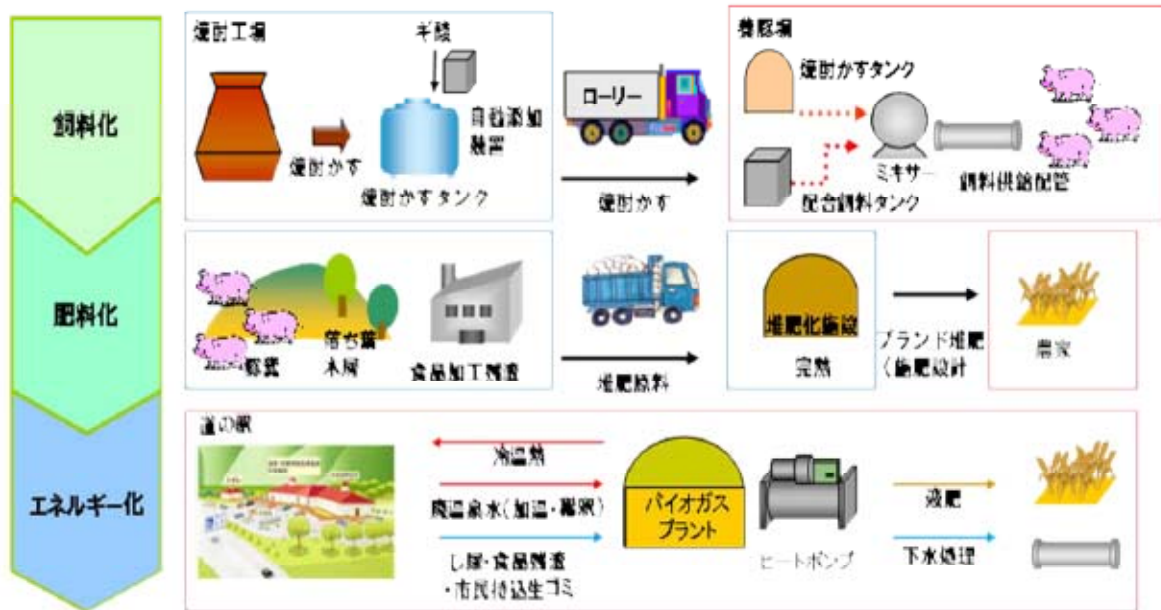 飼料化
焼酎工場
ギ酸
焼酎かす
自動添加
装置
焼酎かすタンク
ローリー
焼酎かす
養豚場
焼酎かすタンク
ミキサー
配合飼料タンク
飼料供給配管
肥料化
豚糞
落ち葉
木屑
食品加工残渣
堆肥原料
堆肥化施設
完熟
ブランド堆肥
(施肥設計
農家
エネルギー化
道の駅
冷温熱
廃温泉水(加温・希釈)
し尿・食品残渣
・市民持込生ゴミ
バイオガス
プラント
ヒートポンプ
液肥
下水処理